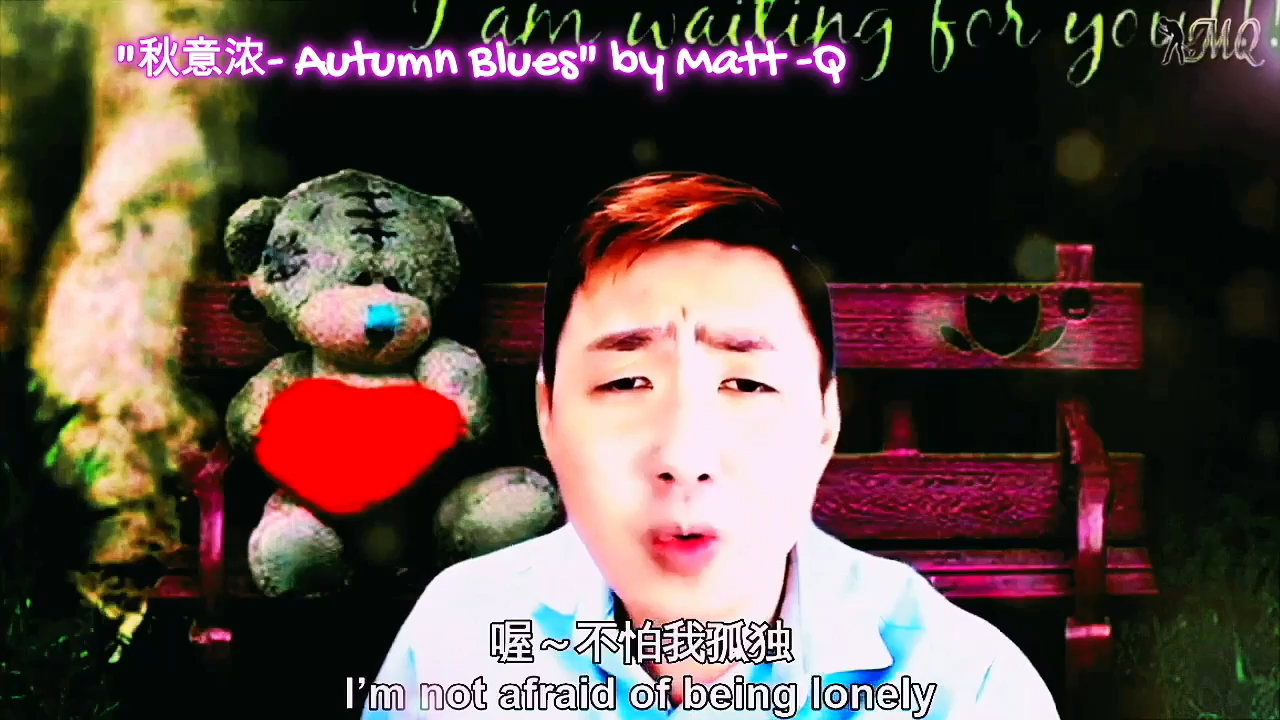 I am waiting for you!!!
MQ
"秋意浓- Autumn Blues" by Matt -Q
喔～不怕我孤独
I'm not afraid of being lonely